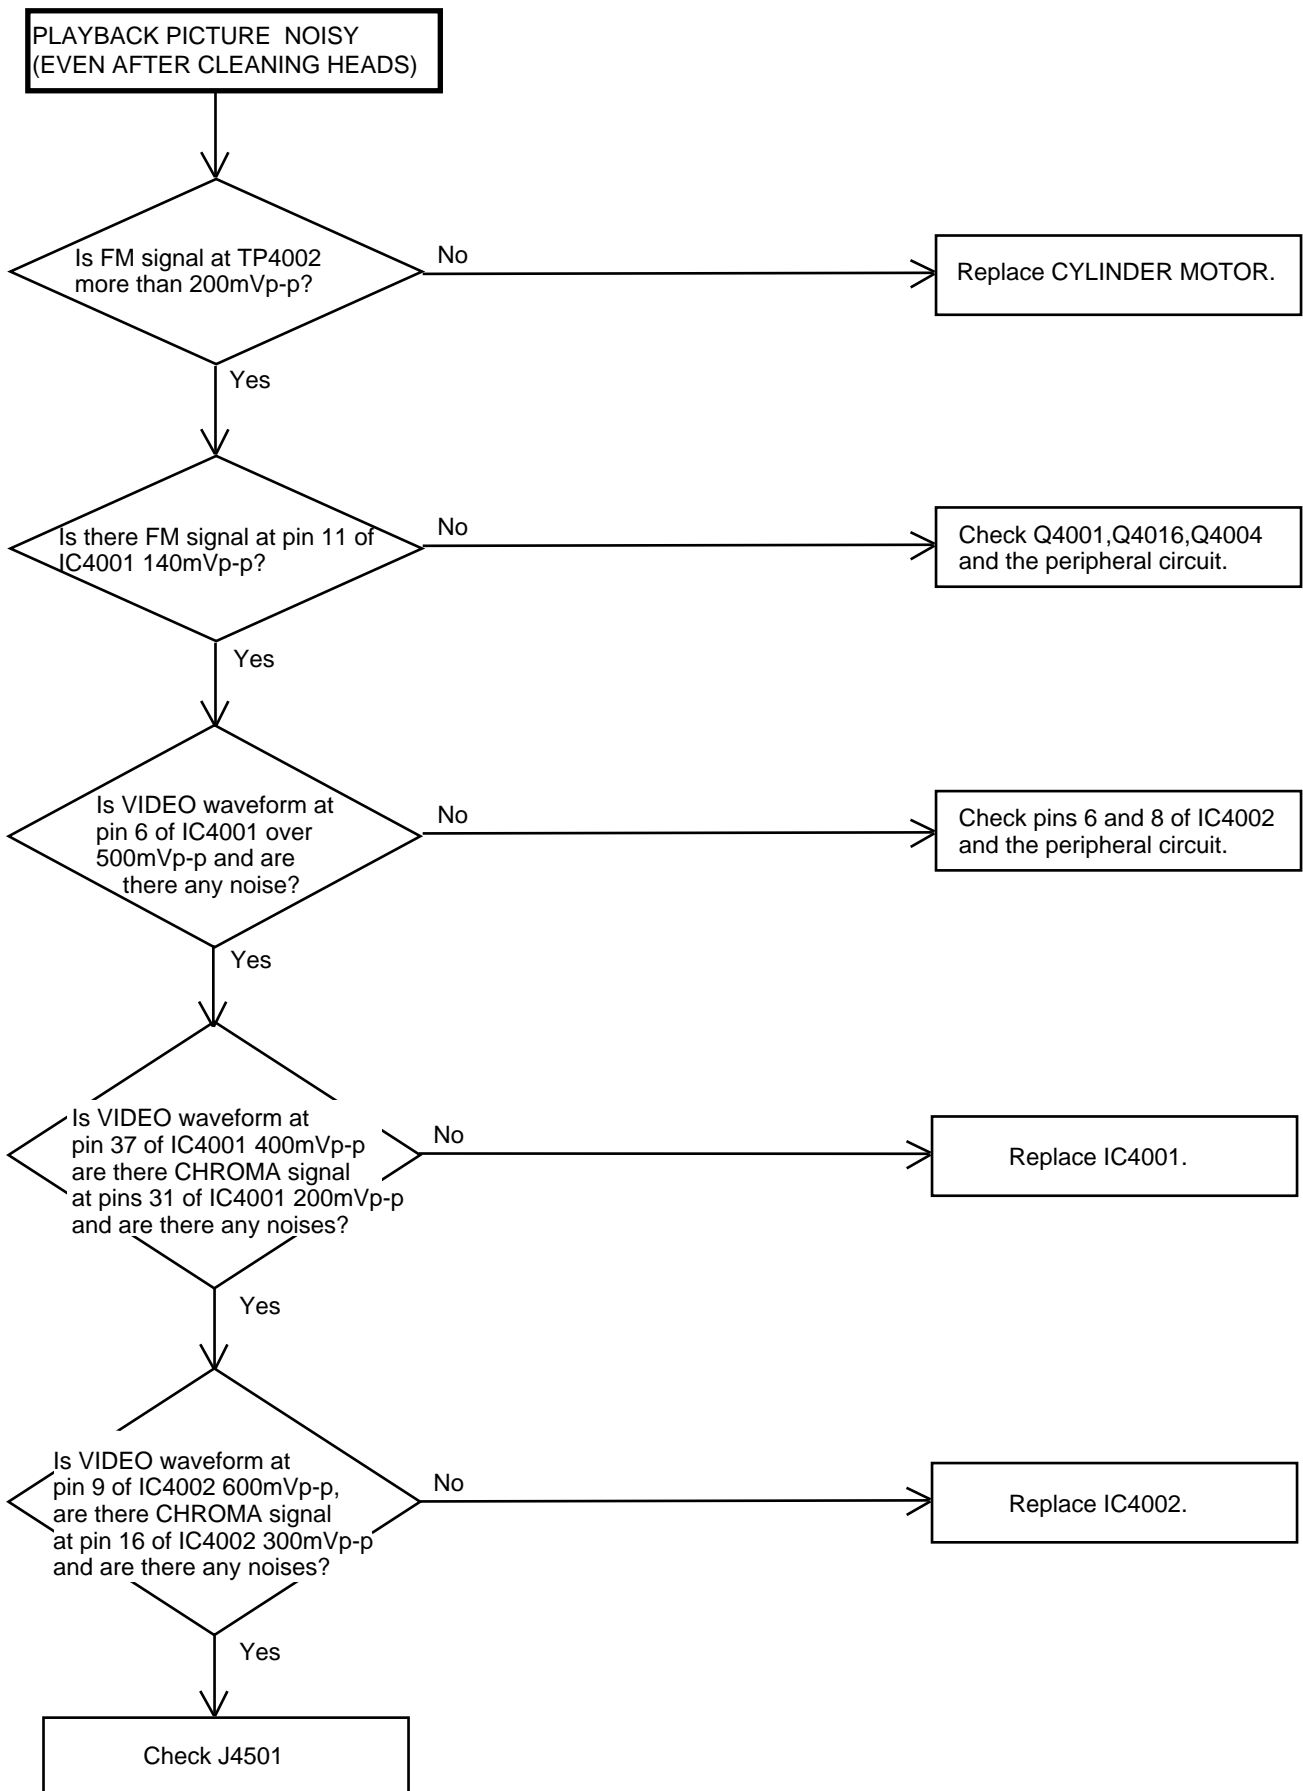 PLAYBACK PICTURE  NOISY
(EVEN AFTER CLEANING HEADS)
Is FM signal at TP4002
more than 200mVp-p?
No
Replace CYLINDER MOTOR.
Yes
Is there FM signal at pin 11 of
IC4001 140mVp-p?
No
Check Q4001,Q4016,Q4004
and the peripheral circuit.
Yes
Is VIDEO waveform at
pin 6 of IC4001 over
500mVp-p and are
there any noise?
No
Check pins 6 and 8 of IC4002
and the peripheral circuit.
Yes
Is VIDEO waveform at
pin 37 of IC4001 400mVp-p
are there CHROMA signal
at pins 31 of IC4001 200mVp-p
and are there any noises?
No
Replace IC4001.
Yes
Is VIDEO waveform at
pin 9 of IC4002 600mVp-p,
are there CHROMA signal
at pin 16 of IC4002 300mVp-p
and are there any noises?
No
Replace IC4002.
Yes
Check J4501